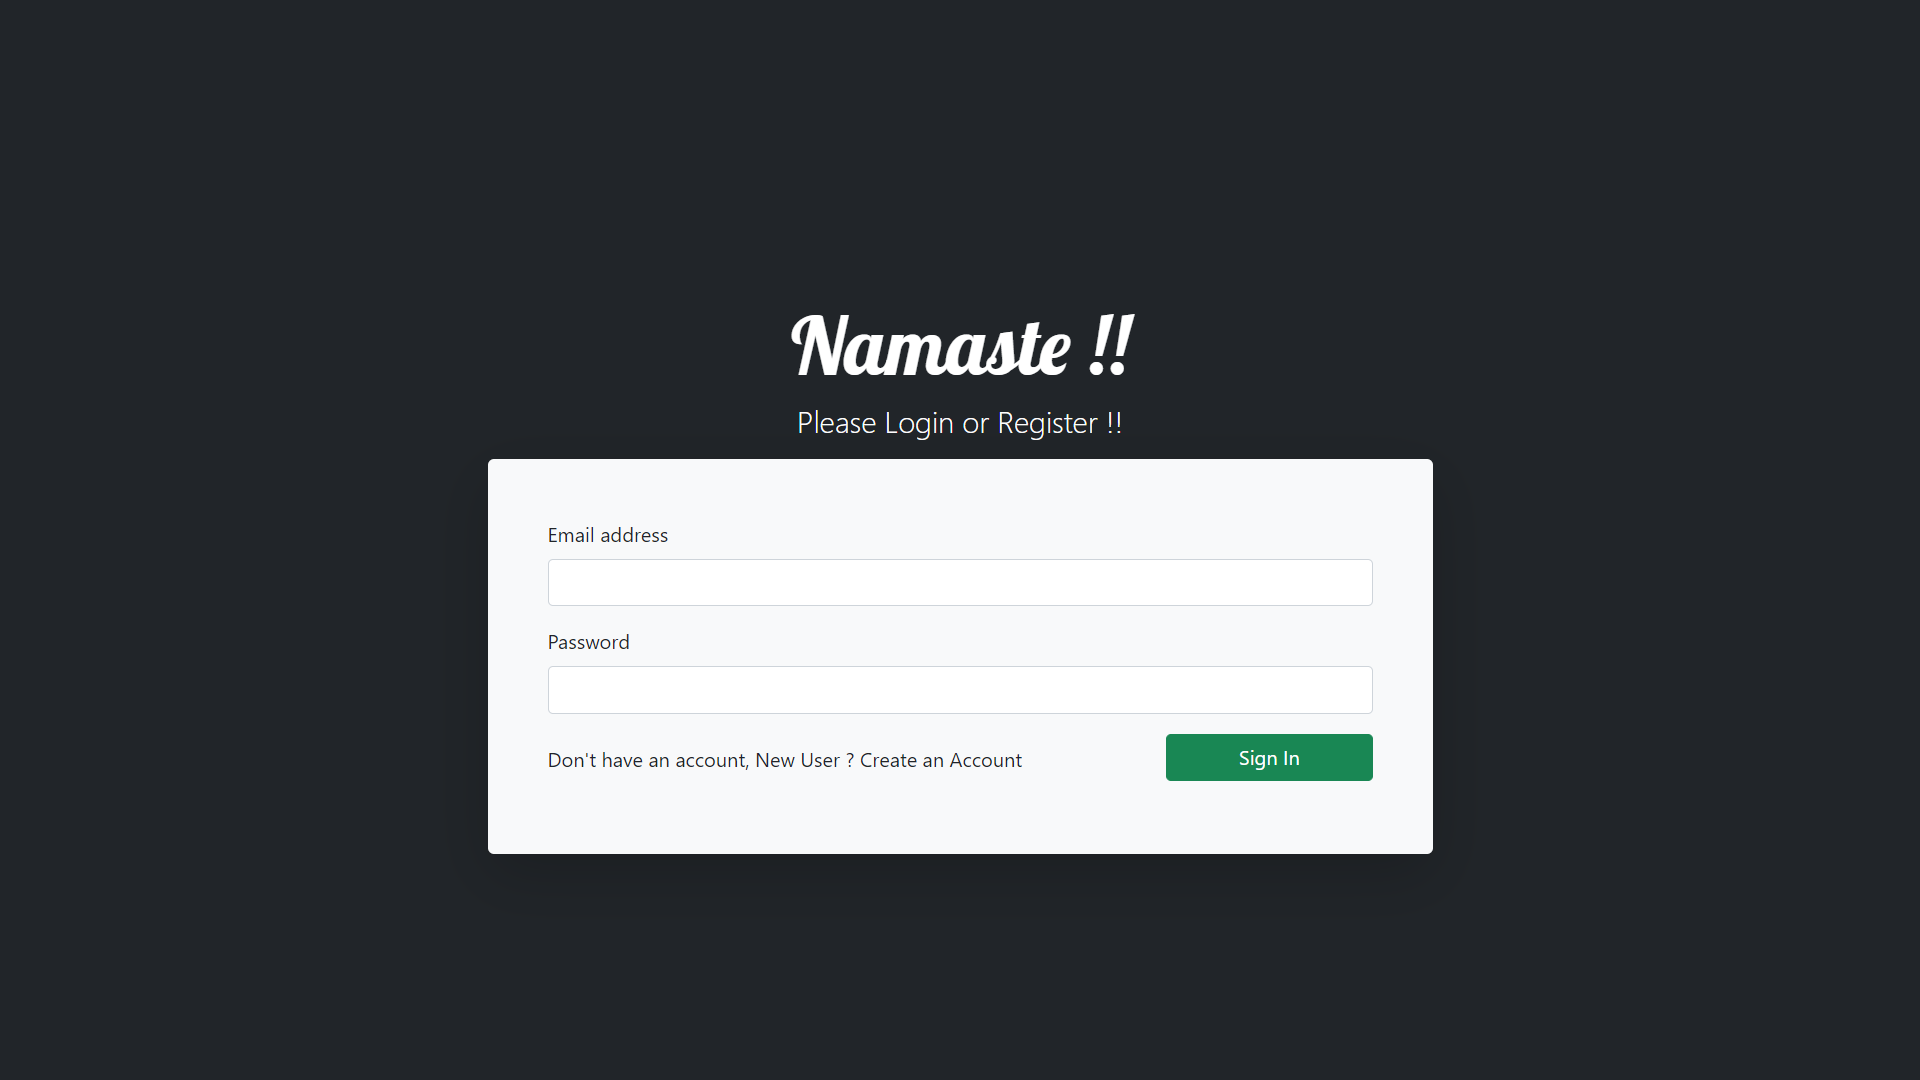 Namaste !!
Please Login or Register !!
Email address
Password
Don't have an account, New User ? Create an Account
Sign In